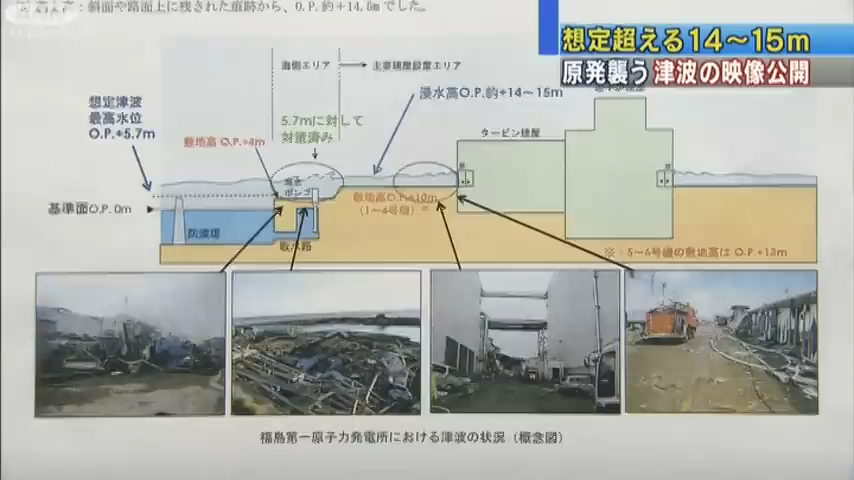 斜面や路面上に残された痕跡から、O.P.約+14.6mでした。
想定超える14～15m
原発襲う 津波の映像公開
海側エリア
主要建屋設置エリア
想定津波
最高水位
O.P.+5.7m
浸水高O.P.約+14～15m
5.7mに対して
対策済み
敷地高 O.P.+4m
タービン建屋
海水
ポンプ
敷地高O.P.+10m
（1～4号機）※
基準面O.P. 0m
防波堤
取水路
※：5～6号機の敷地高は O.P.+13m
福島第一原子力発電所における津波の状況（概念図）